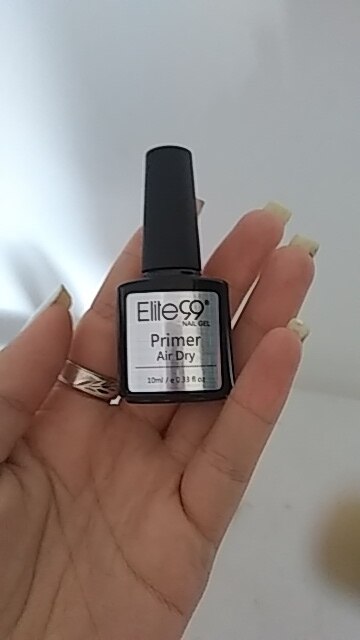 Elite99®
NAIL GEL
Primer
Air Dry
10ml / e 0.33 fl oz